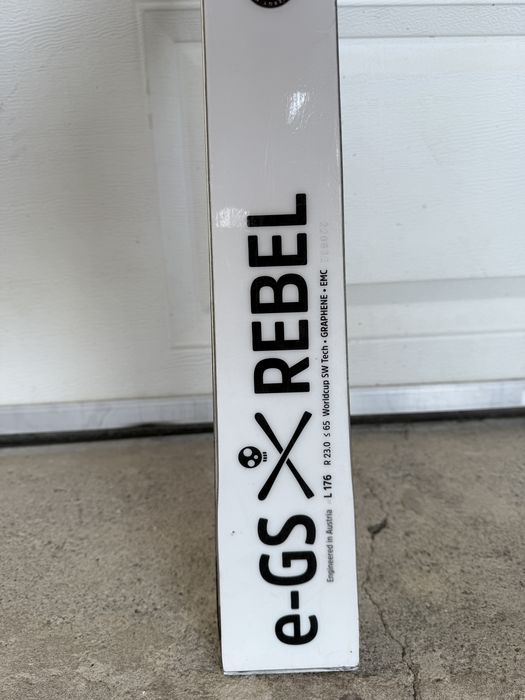 e-GS REBEL
Engineered in Austria L 176 R 23.0 S 65 Worldcup SW Tech • GRAPHENE • EMC